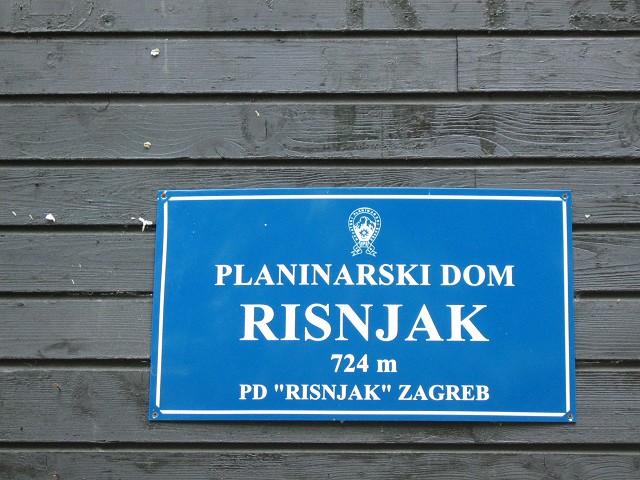 PLANINARSKI DOM
RISNJAK
724 m
PD "RISNJAK" ZAGREB